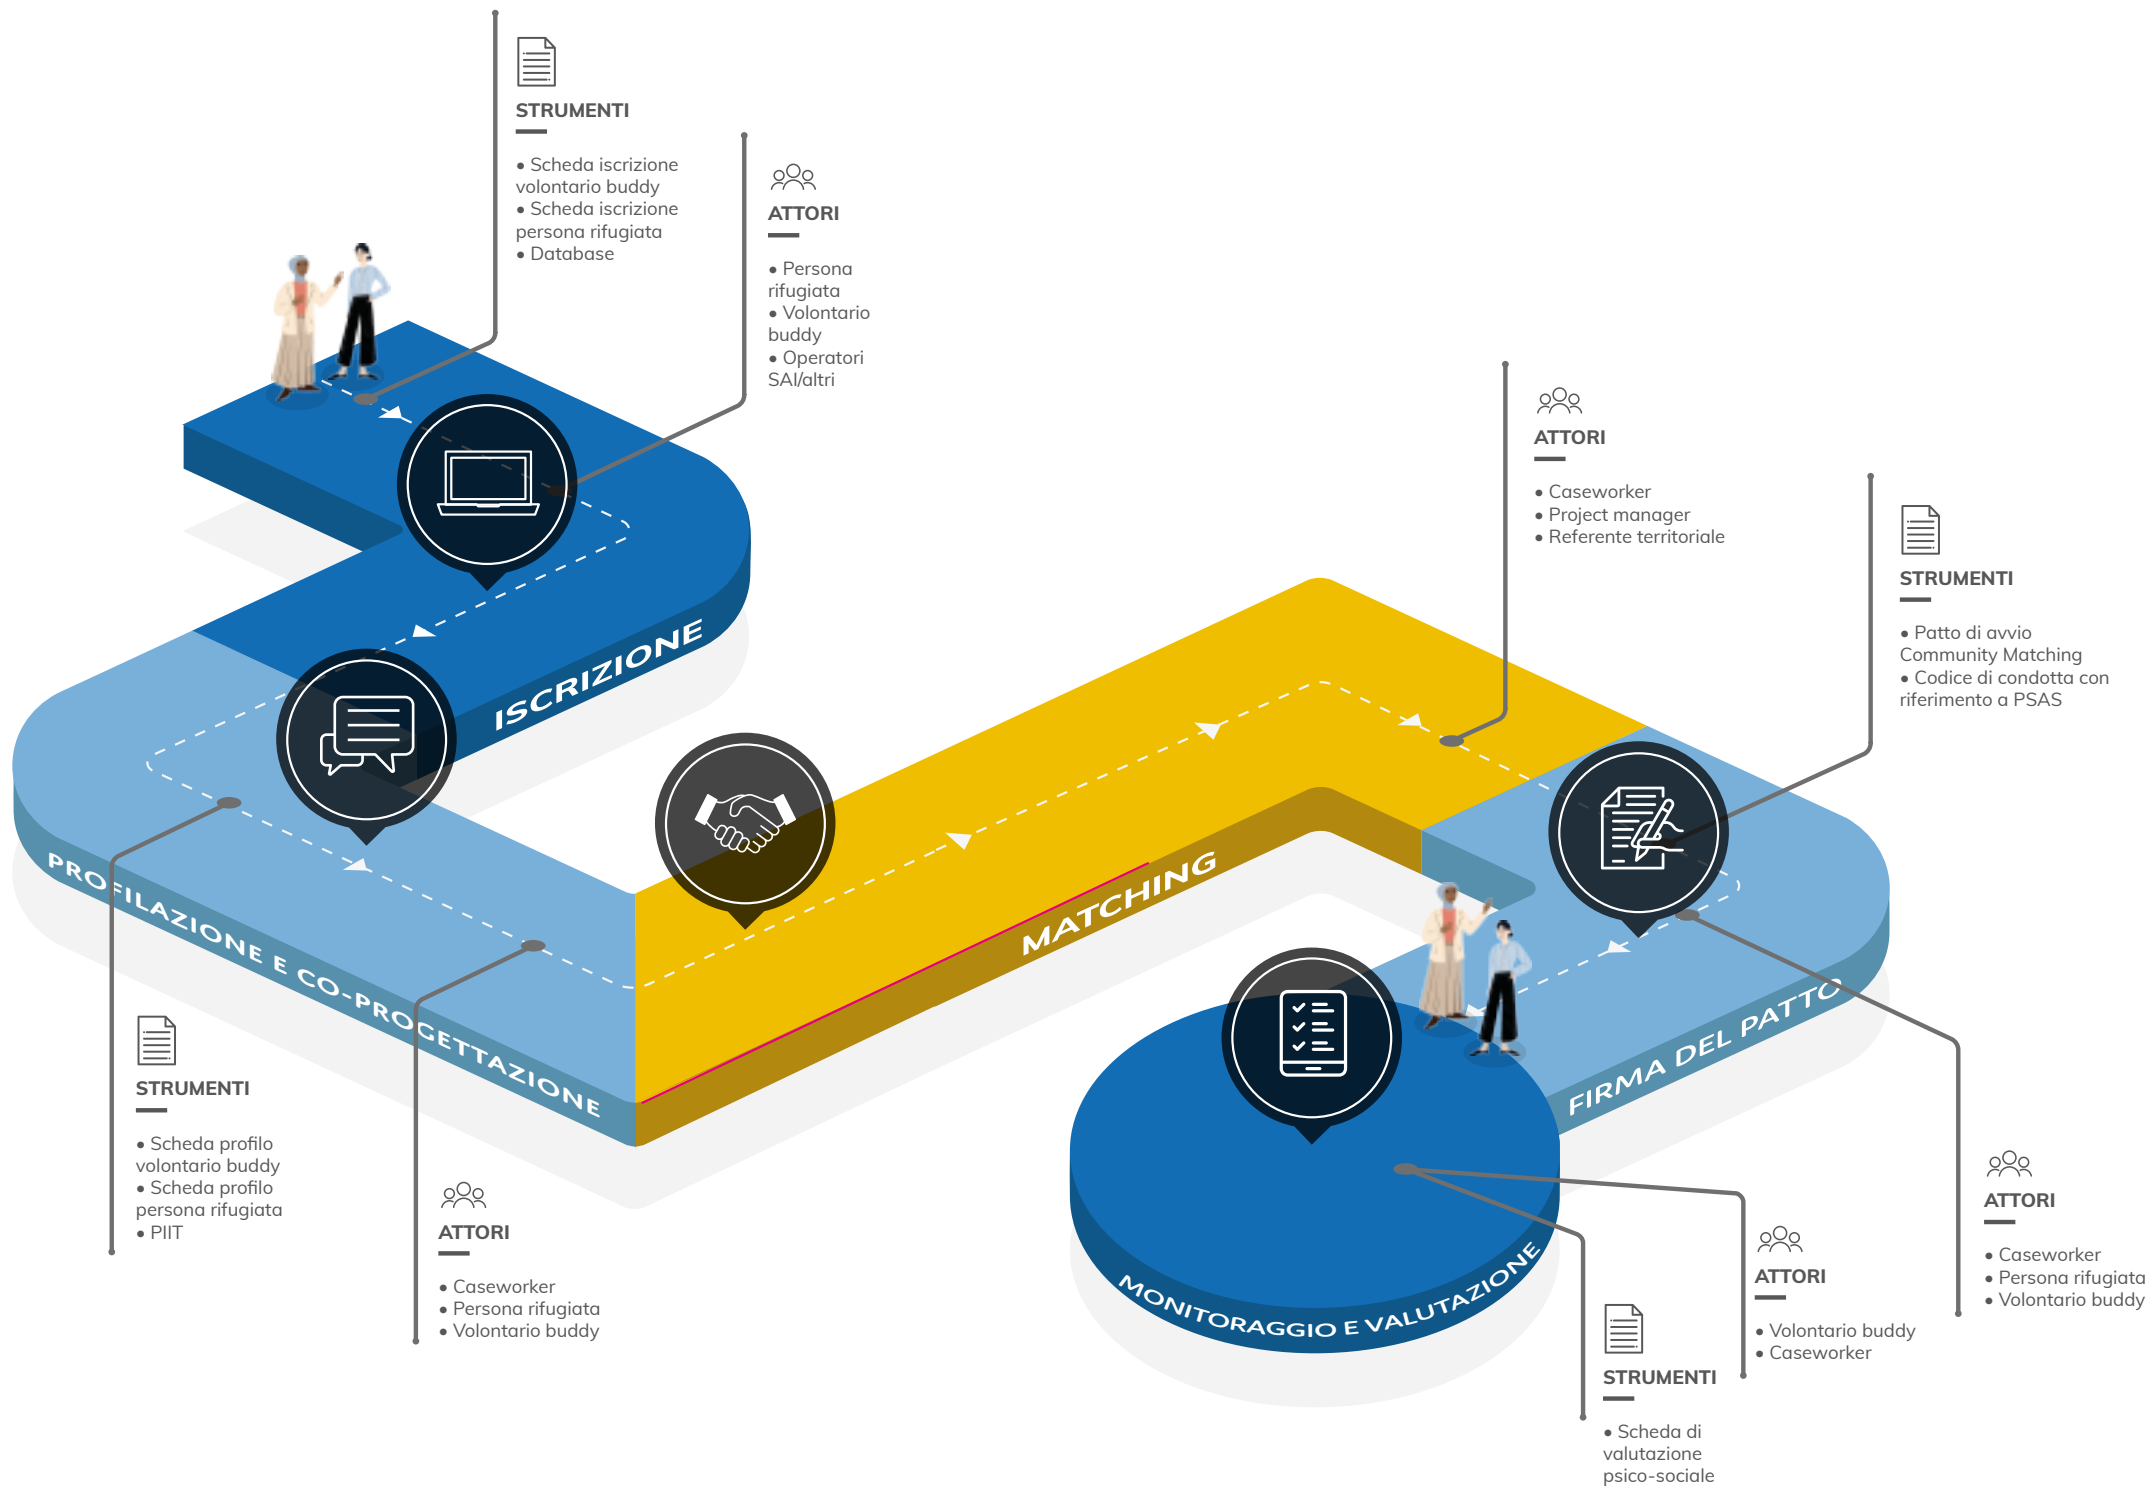 STRUMENTI
• Scheda iscrizione
volontario buddy
• Scheda iscrizione
persona rifugiata
• Database
ATTORI
• Persona
rifugiata
• Volontario
buddy
• Operatori
SAI/altri
ISCRIZIONE
PROFILAZIONE E CO-PROGETTAZIONE
STRUMENTI
• Scheda profilo
volontario buddy
• Scheda profilo
persona rifugiata
• PIIT
ATTORI
• Caseworker
• Persona rifugiata
• Volontario buddy
MATCHING
ATTORI
• Caseworker
• Project manager
• Referente territoriale
STRUMENTI
• Patto di avvio
Community Matching
• Codice di condotta con
riferimento a PSAS
FIRMA DEL PATTO
ATTORI
• Caseworker
• Persona rifugiata
• Volontario buddy
MONITORAGGIO E VALUTAZIONE
ATTORI
• Volontario buddy
• Caseworker
STRUMENTI
• Scheda di
valutazione
psico-sociale